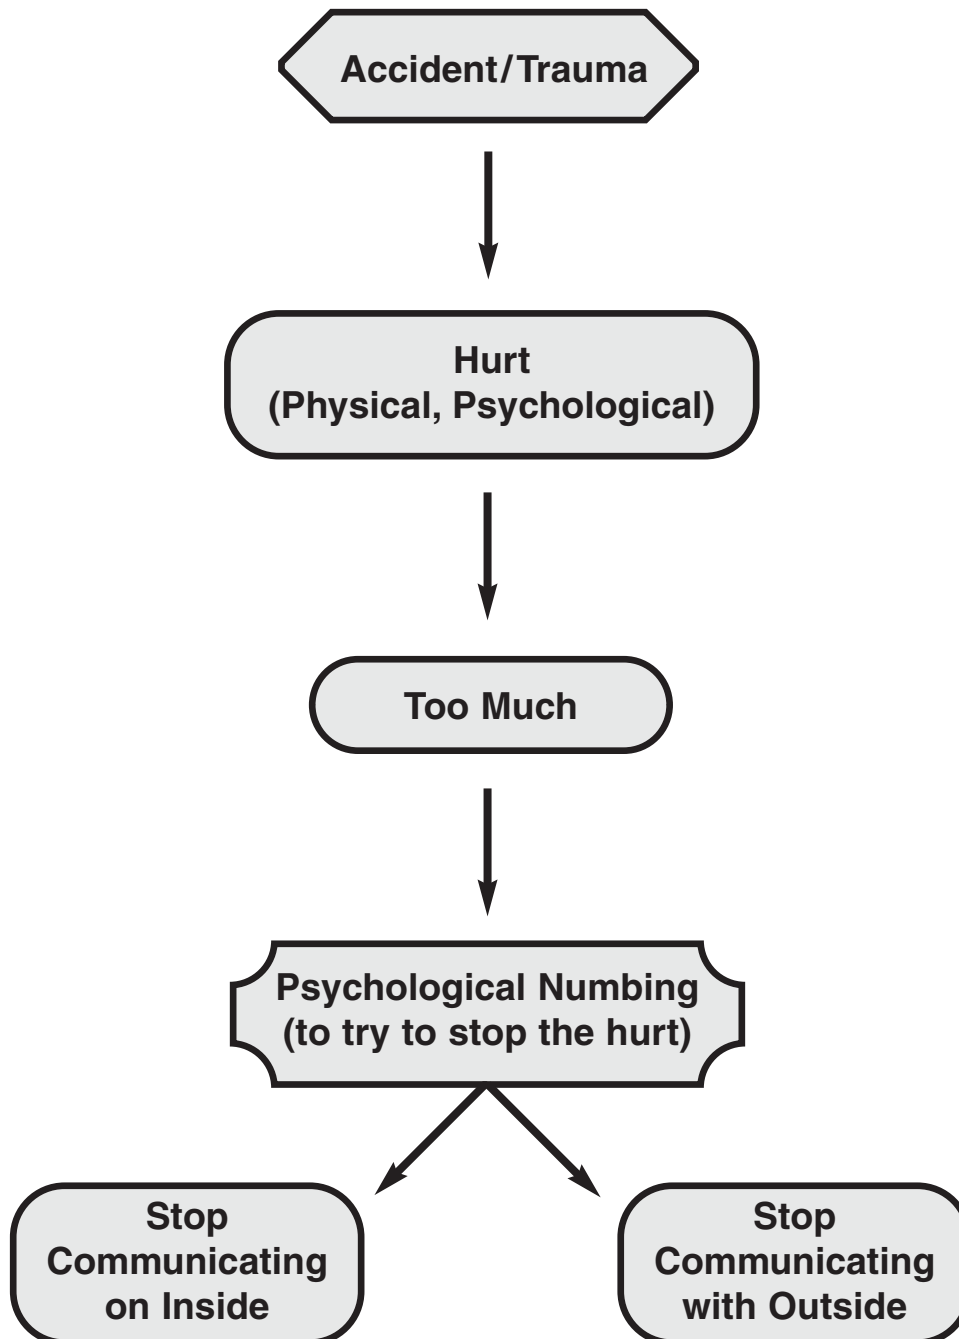 Accident/Trauma
Hurt
(Physical, Psychological)
Too Much
Psychological Numbing
(to try to stop the hurt)
Stop
Communicating
on Inside
Stop
Communicating
with Outside